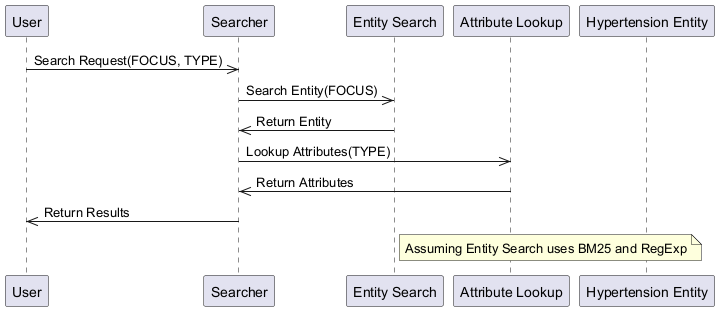 User
Searcher
Entity Search
Attribute Lookup
Hypertension Entity
Search Request(FOCUS, TYPE)
Search Entity(FOCUS)
Return Entity
Lookup Attributes(TYPE)
Return Attributes
Return Results
Assuming Entity Search uses BM25 and RegExp
User
Searcher
Entity Search
Attribute Lookup
Hypertension Entity